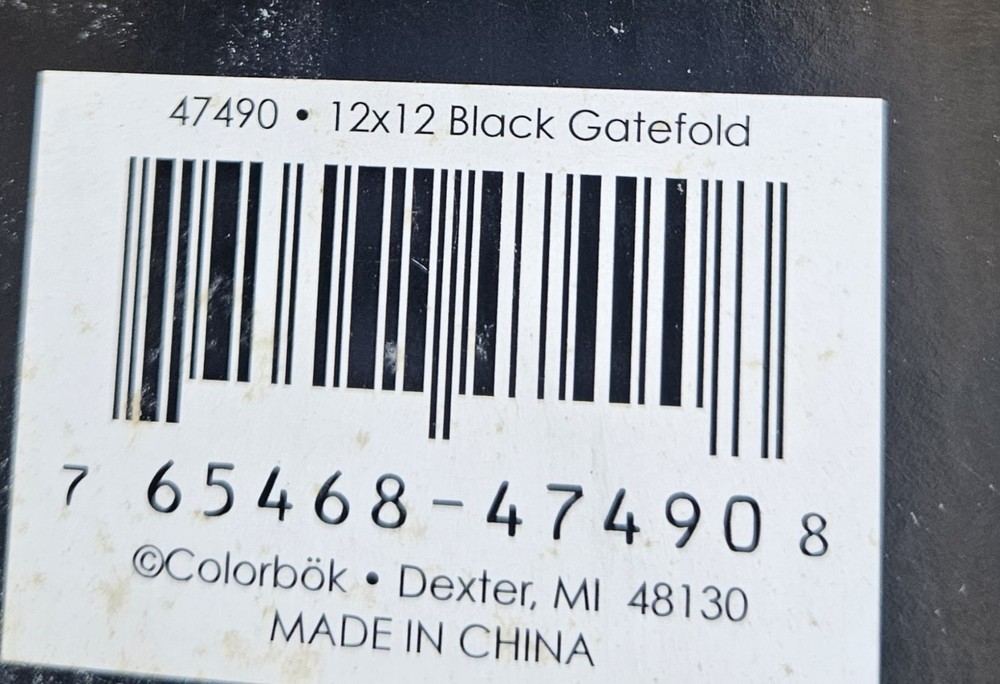 47490 • 12x12 Black Gatefold
7 65468-47490 8
©Colorbök • Dexter, MI 48130
MADE IN CHINA